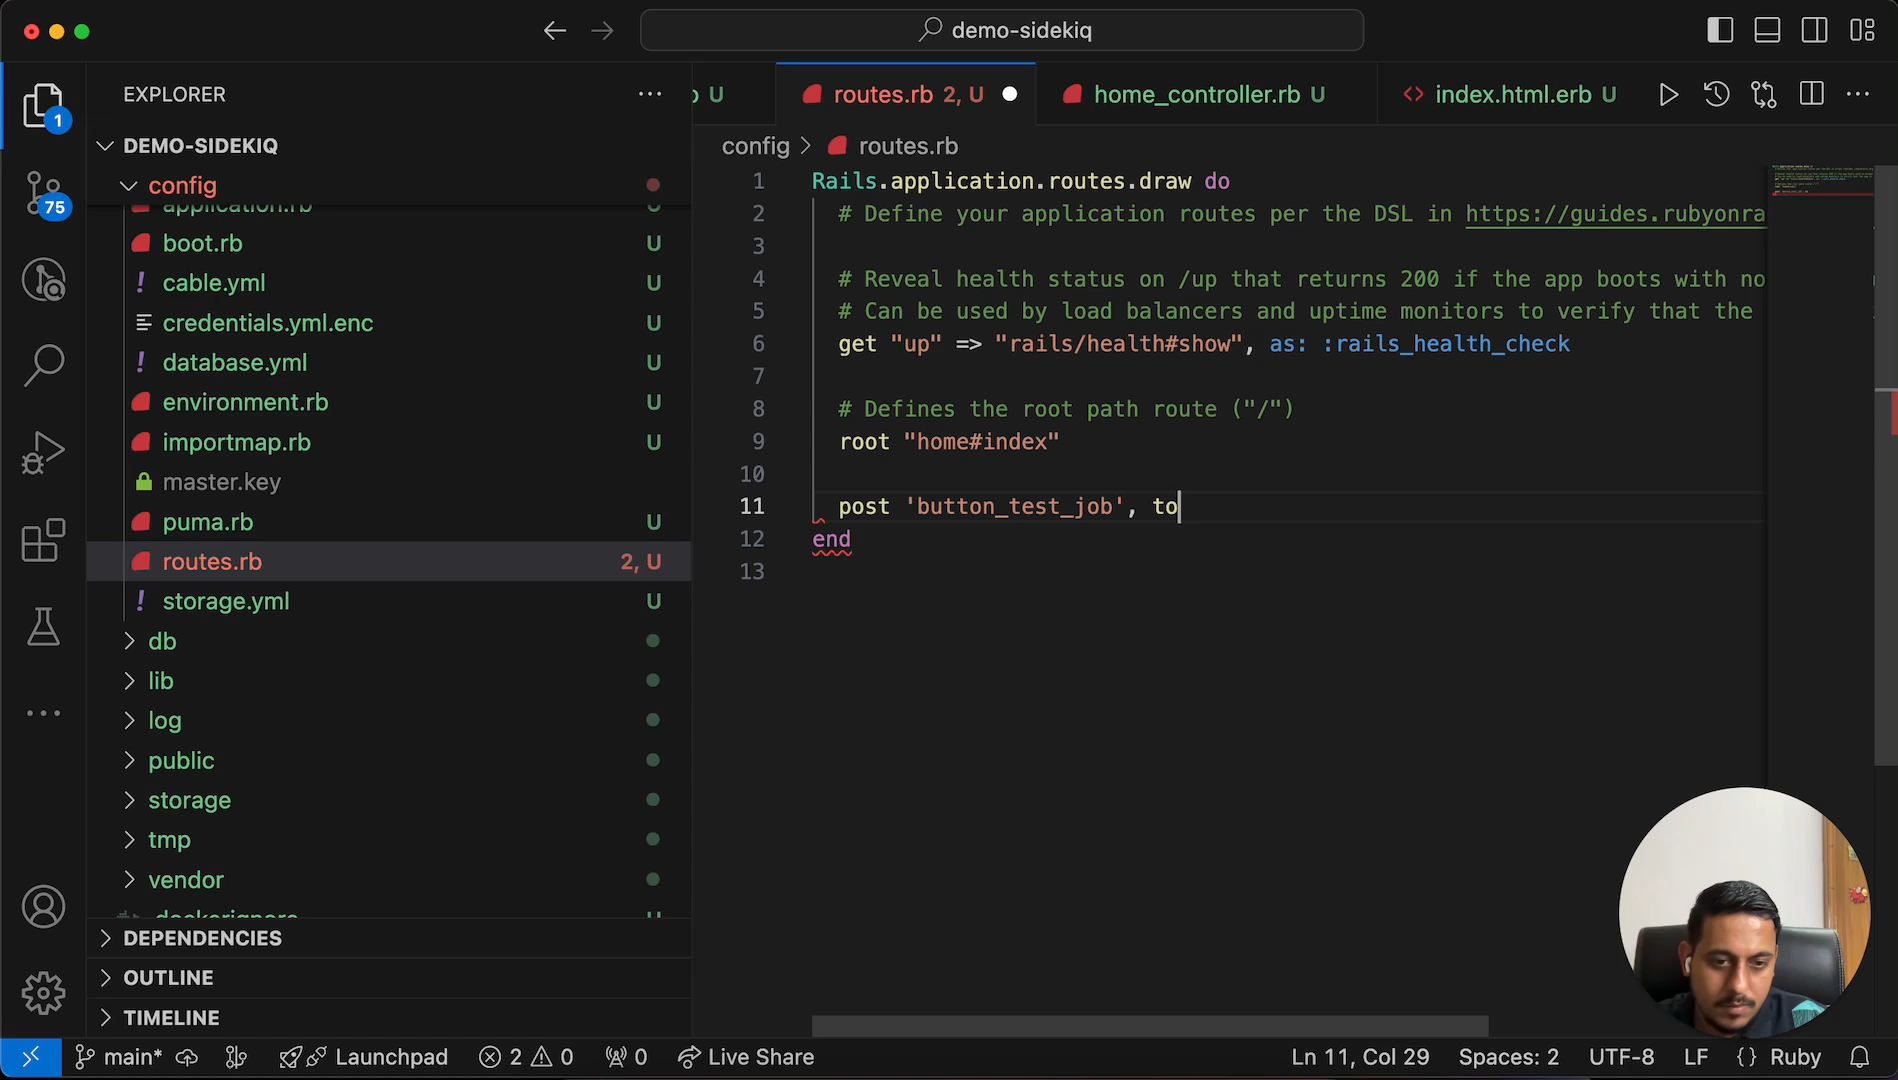 demo-sidekiq
EXPLORER
DEMO-SIDEKIQ
config
application.rb U
boot.rb U
cable.yml U
credentials.yml.enc U
database.yml U
environment.rb U
importmap.rb U
master.key
puma.rb U
routes.rb 2, U
storage.yml U
db
lib
log
public
storage
tmp
vendor
.dockerignore U
DEPENDENCIES
OUTLINE
TIMELINE
1
75
U
routes.rb 2, U
home_controller.rb U
index.html.erb U
config > routes.rb
1 Rails.application.routes.draw do
2 # Define your application routes per the DSL in https://guides.rubyonra
3
4 # Reveal health status on /up that returns 200 if the app boots with no
5 # Can be used by load balancers and uptime monitors to verify that the
6 get "up" => "rails/health#show", as: :rails_health_check
7
8 # Defines the root path route ("/")
9 root "home#index"
10
11 post 'button_test_job', to
12 end
13
main* Launchpad 2 0 0 Live Share Ln 11, Col 29 Spaces: 2 UTF-8 LF {} Ruby